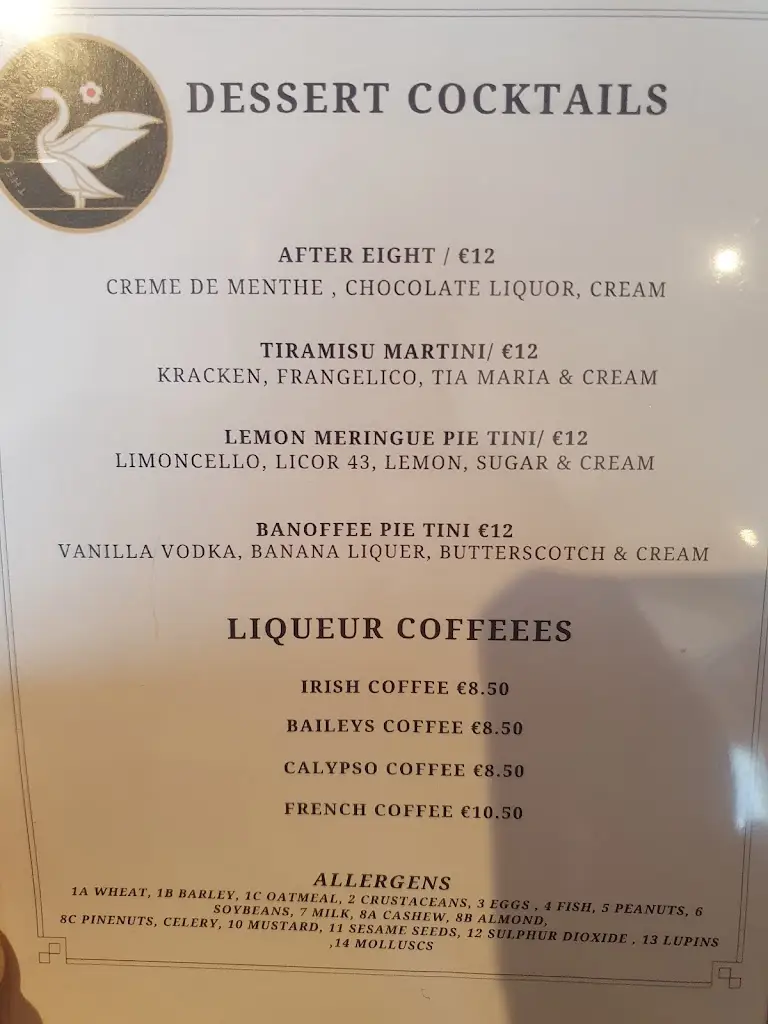 THE
DESSERT COCKTAILS
AFTER EIGHT / €12
CREME DE MENTHE , CHOCOLATE LIQUOR, CREAM
TIRAMISU MARTINI/ €12
KRACKEN, FRANGELICO, TIA MARIA & CREAM
LEMON MERINGUE PIE TINI/ €12
LIMONCELLO, LICOR 43, LEMON, SUGAR & CREAM
BANOFFEE PIE TINI €12
VANILLA VODKA, BANANA LIQUER, BUTTERSCOTCH & CREAM
LIQUEUR COFFEEES
IRISH COFFEE €8.50
BAILEYS COFFEE €8.50
CALYPSO COFFEE €8.50
FRENCH COFFEE €10.50
ALLERGENS
1A WHEAT, 1B BARLEY, 1C OATMEAL, 2 CRUSTACEANS, 3 EGGS , 4 FISH, 5 PEANUTS, 6
SOYBEANS, 7 MILK, 8A CASHEW, 8B ALMOND,
8C PINENUTS, CELERY, 10 MUSTARD, 11 SESAME SEEDS, 12 SULPHUR DIOXIDE , 13 LUPINS
,14 MOLLUSCS